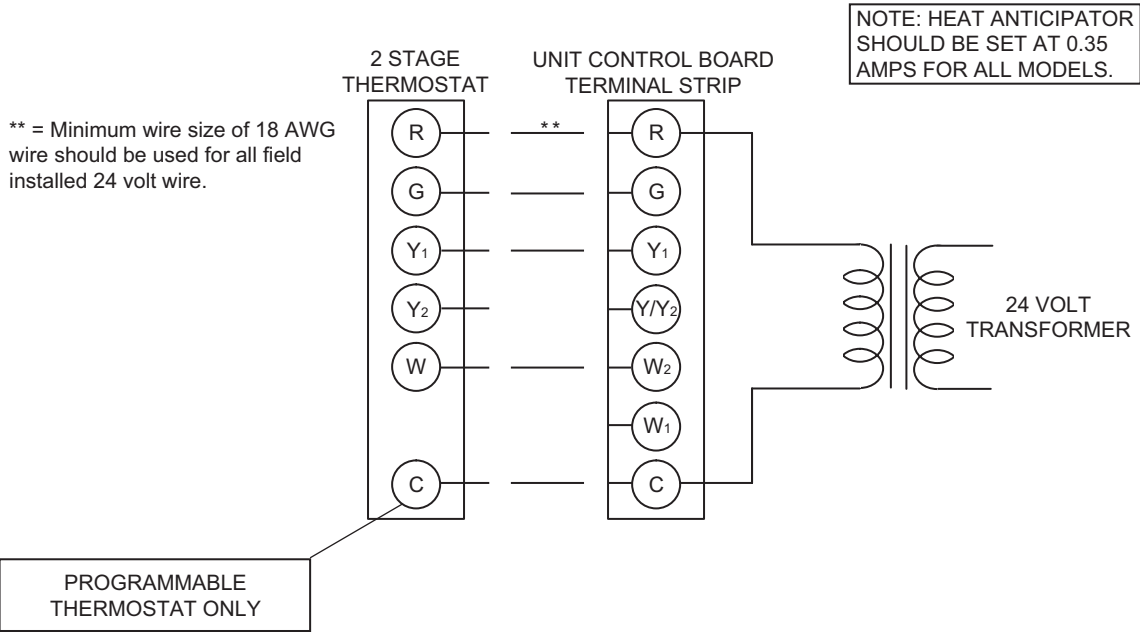 NOTE: HEAT ANTICIPATOR
SHOULD BE SET AT 0.35
AMPS FOR ALL MODELS.
2 STAGE
THERMOSTAT
UNIT CONTROL BOARD
TERMINAL STRIP
** = Minimum wire size of 18 AWG
wire should be used for all field
installed 24 volt wire.
R ** R
G G
Y1 Y1
Y2 Y/Y2
W W2
W1
C C
24 VOLT
TRANSFORMER
PROGRAMMABLE
THERMOSTAT ONLY